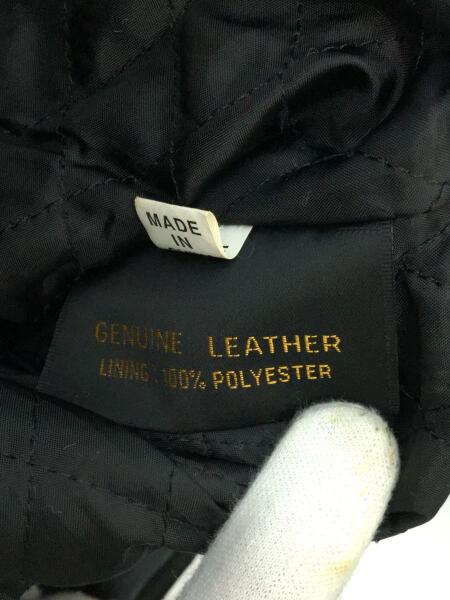 MADE
IN
GENUINE LEATHER
LINING:100% POLYESTER